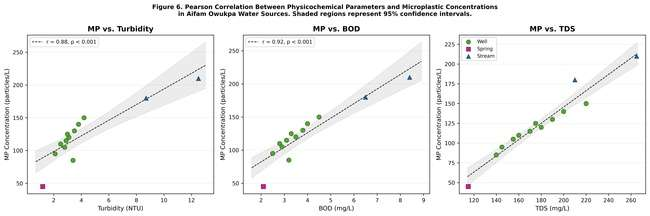 Figure 6. Pearson Correlation Between Physicochemical Parameters and Microplastic Concentrations
in Aifam Owukpa Water Sources. Shaded regions represent 95% confidence intervals.
MP vs. Turbidity
r = 0.88, p < 0.001
MP Concentration (particles/L)
250
200
150
100
50
2
4
6
8
10
12
Turbidity (NTU)
MP vs. BOD
r = 0.92, p < 0.001
MP Concentration (particles/L)
250
200
150
100
50
2
3
4
5
6
7
8
9
BOD (mg/L)
MP vs. TDS
Well
Spring
Stream
MP Concentration (particles/L)
225
200
175
150
125
100
75
50
120
140
160
180
200
220
240
260
TDS (mg/L)